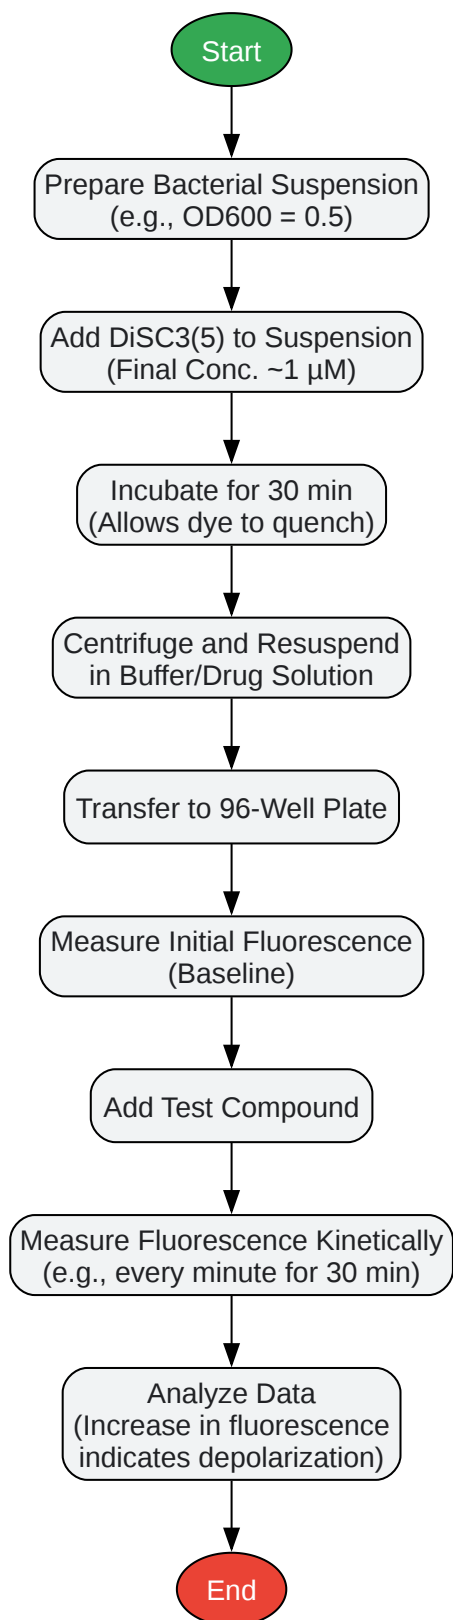 Start
Prepare Bacterial Suspension
(e.g., OD600 = 0.5)
Add DiSC3(5) to Suspension
(Final Conc. ~1 µM)
Incubate for 30 min
(Allows dye to quench)
Centrifuge and Resuspend
in Buffer/Drug Solution
Transfer to 96-Well Plate
Measure Initial Fluorescence
(Baseline)
Add Test Compound
Measure Fluorescence Kinetically
(e.g., every minute for 30 min)
Analyze Data
(Increase in fluorescence
indicates depolarization)
End